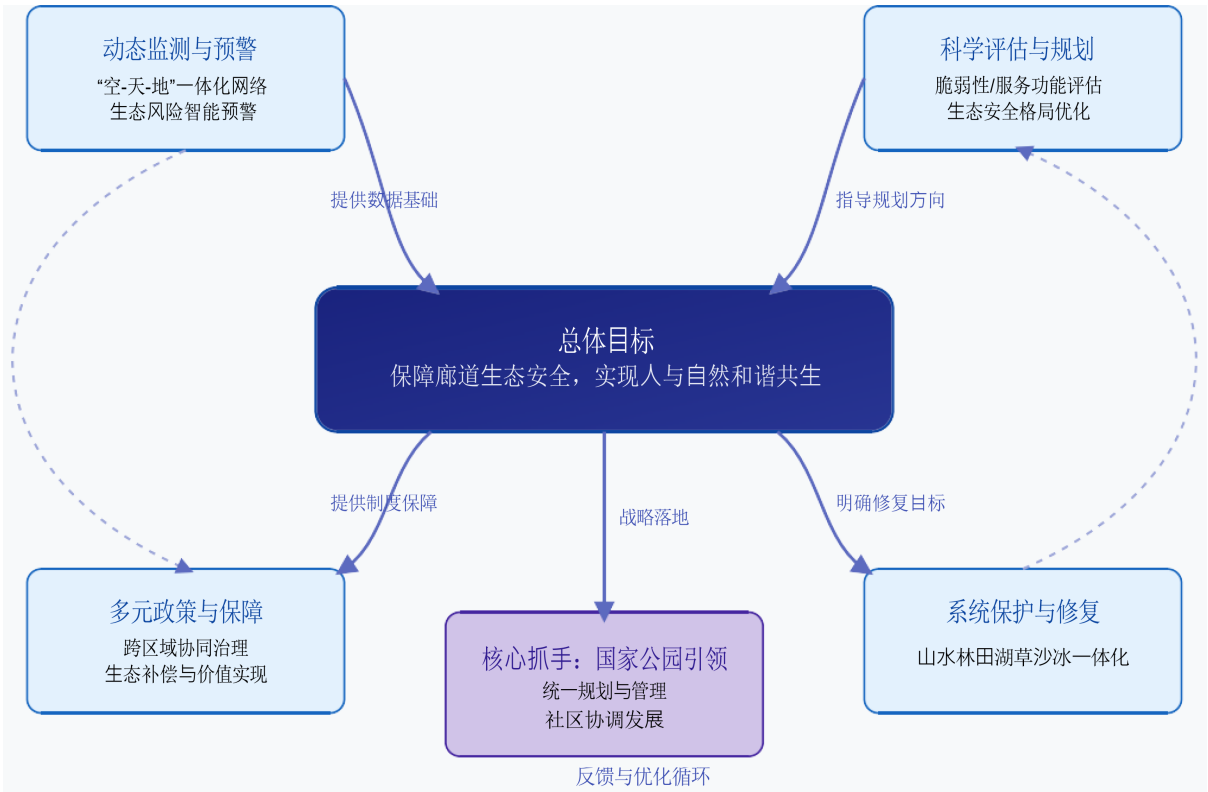 动态监测与预警
“空-天-地”一体化网络
生态风险智能预警
科学评估与规划
脆弱性/服务功能评估
生态安全格局优化
提供数据基础
指导规划方向
总体目标
保障廊道生态安全，实现人与自然和谐共生
提供制度保障
战略落地
明确修复目标
多元政策与保障
跨区域协同治理
生态补偿与价值实现
核心抓手：国家公园引领
统一规划与管理
社区协调发展
系统保护与修复
山水林田湖草沙冰一体化
反馈与优化循环